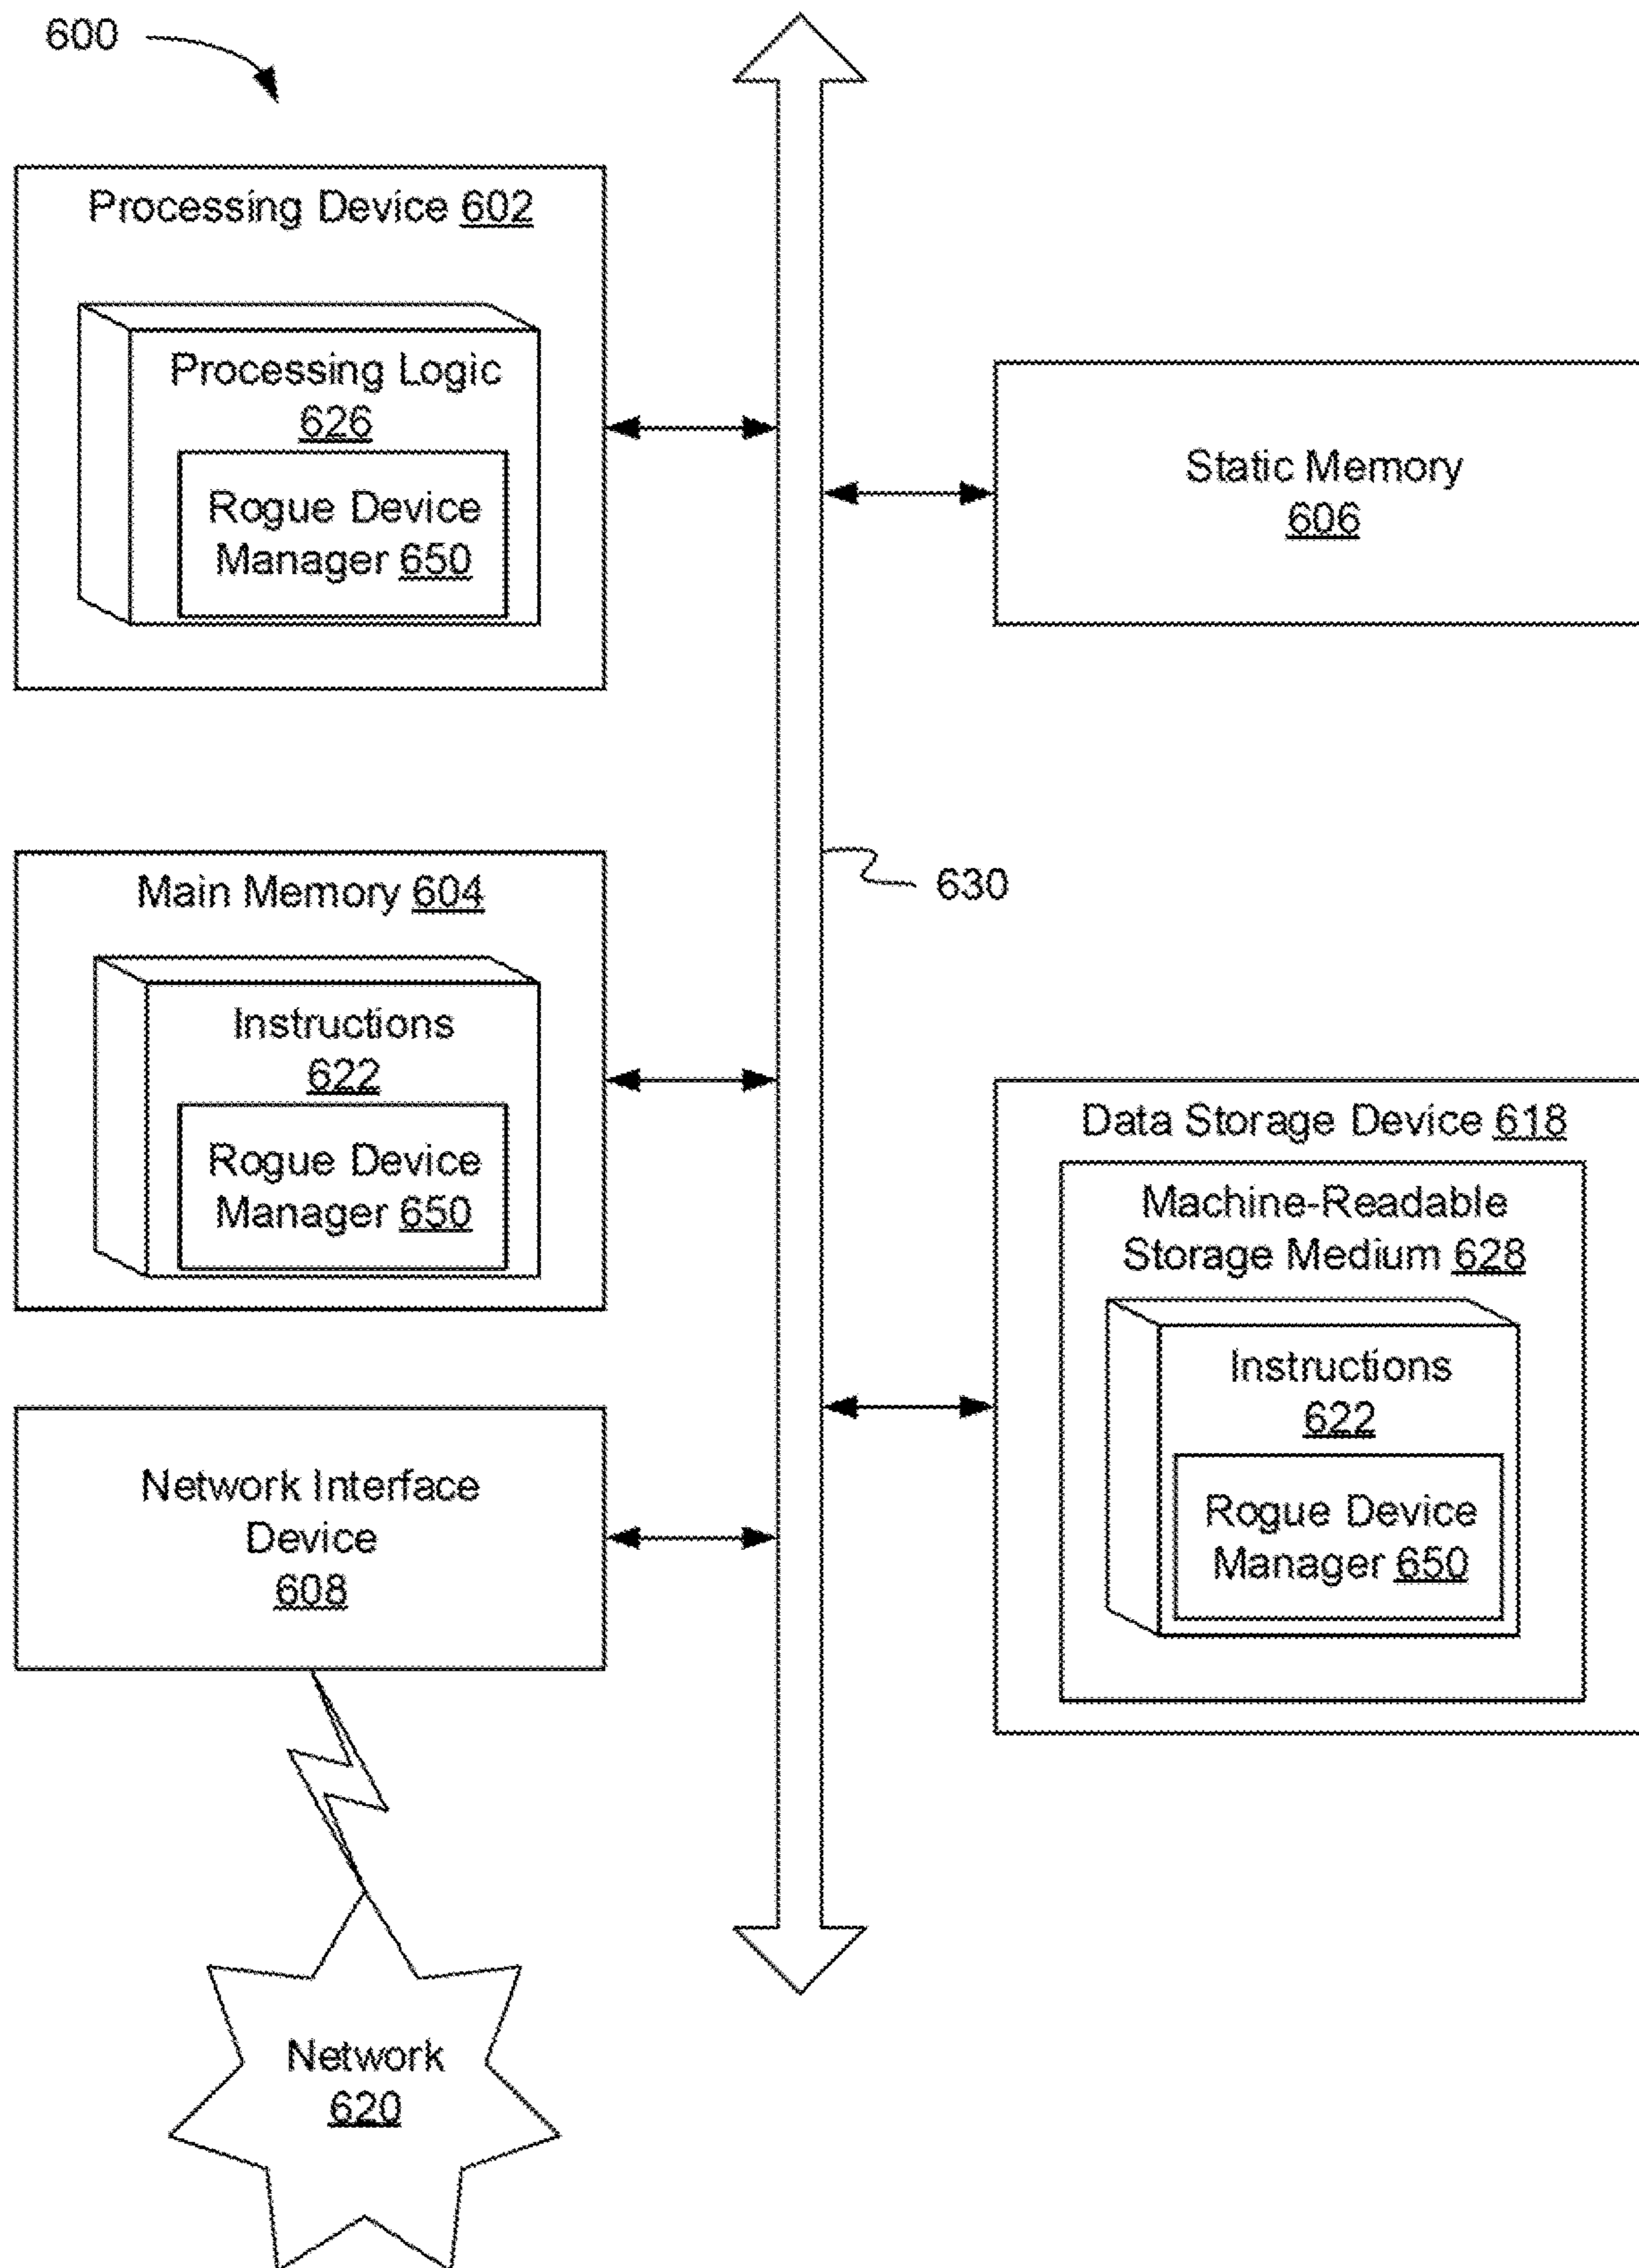 600
Processing Device 602
Processing Logic
626
Rogue Device
Manager 650
Static Memory
606
630
Main Memory 604
Instructions
622
Rogue Device
Manager 650
Data Storage Device 618
Machine-Readable
Storage Medium 628
Instructions
622
Rogue Device
Manager 650
Network Interface
Device
608
Network
620